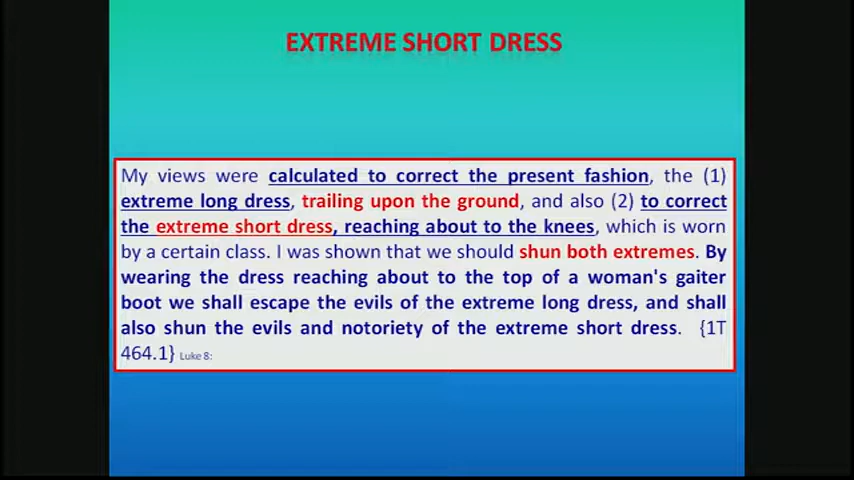 EXTREME SHORT DRESS
My views were calculated to correct the present fashion, the (1)
extreme long dress, trailing upon the ground, and also (2) to correct
the extreme short dress, reaching about to the knees, which is worn
by a certain class. I was shown that we should shun both extremes. By
wearing the dress reaching about to the top of a woman's gaiter
boot we shall escape the evils of the extreme long dress, and shall
also shun the evils and notoriety of the extreme short dress. {1T
464.1} Luke 8: